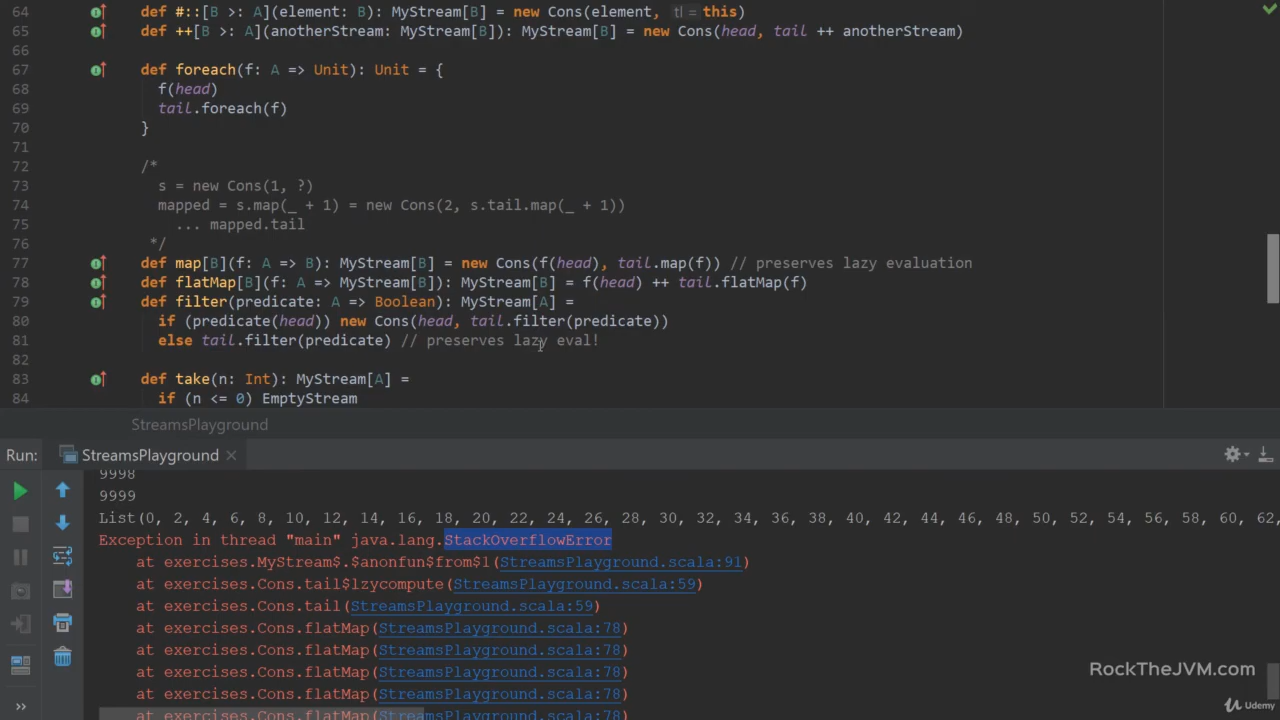 64 def #::[B >: A](element: B): MyStream[B] = new Cons(element, tl = this)
65 def ++[B >: A](anotherStream: MyStream[B]): MyStream[B] = new Cons(head, tail ++ anotherStream)
66
67 def foreach(f: A => Unit): Unit = {
68 f(head)
69 tail.foreach(f)
70 }
71
72 /*
73 s = new Cons(1, ?)
74 mapped = s.map(_ + 1) = new Cons(2, s.tail.map(_ + 1))
75 ... mapped.tail
76 */
77 def map[B](f: A => B): MyStream[B] = new Cons(f(head), tail.map(f)) // preserves lazy evaluation
78 def flatMap[B](f: A => MyStream[B]): MyStream[B] = f(head) ++ tail.flatMap(f)
79 def filter(predicate: A => Boolean): MyStream[A] =
80 if (predicate(head)) new Cons(head, tail.filter(predicate))
81 else tail.filter(predicate) // preserves lazy eval!
82
83 def take(n: Int): MyStream[A] =
84 if (n <= 0) EmptyStream
StreamsPlayground
Run: StreamsPlayground
9998
9999
List(0, 2, 4, 6, 8, 10, 12, 14, 16, 18, 20, 22, 24, 26, 28, 30, 32, 34, 36, 38, 40, 42, 44, 46, 48, 50, 52, 54, 56, 58, 60, 62,
Exception in thread "main" java.lang.StackOverflowError
at exercises.MyStream$.$anonfun$from$1(StreamsPlayground.scala:91)
at exercises.Cons.tail$lzycompute(StreamsPlayground.scala:59)
at exercises.Cons.tail(StreamsPlayground.scala:59)
at exercises.Cons.flatMap(StreamsPlayground.scala:78)
at exercises.Cons.flatMap(StreamsPlayground.scala:78)
at exercises.Cons.flatMap(StreamsPlayground.scala:78)
at exercises.Cons.flatMap(StreamsPlayground.scala:78)
at exercises.Cons.flatMap(StreamsPlayground.scala:78)
RockTheJVM.com
Udemy